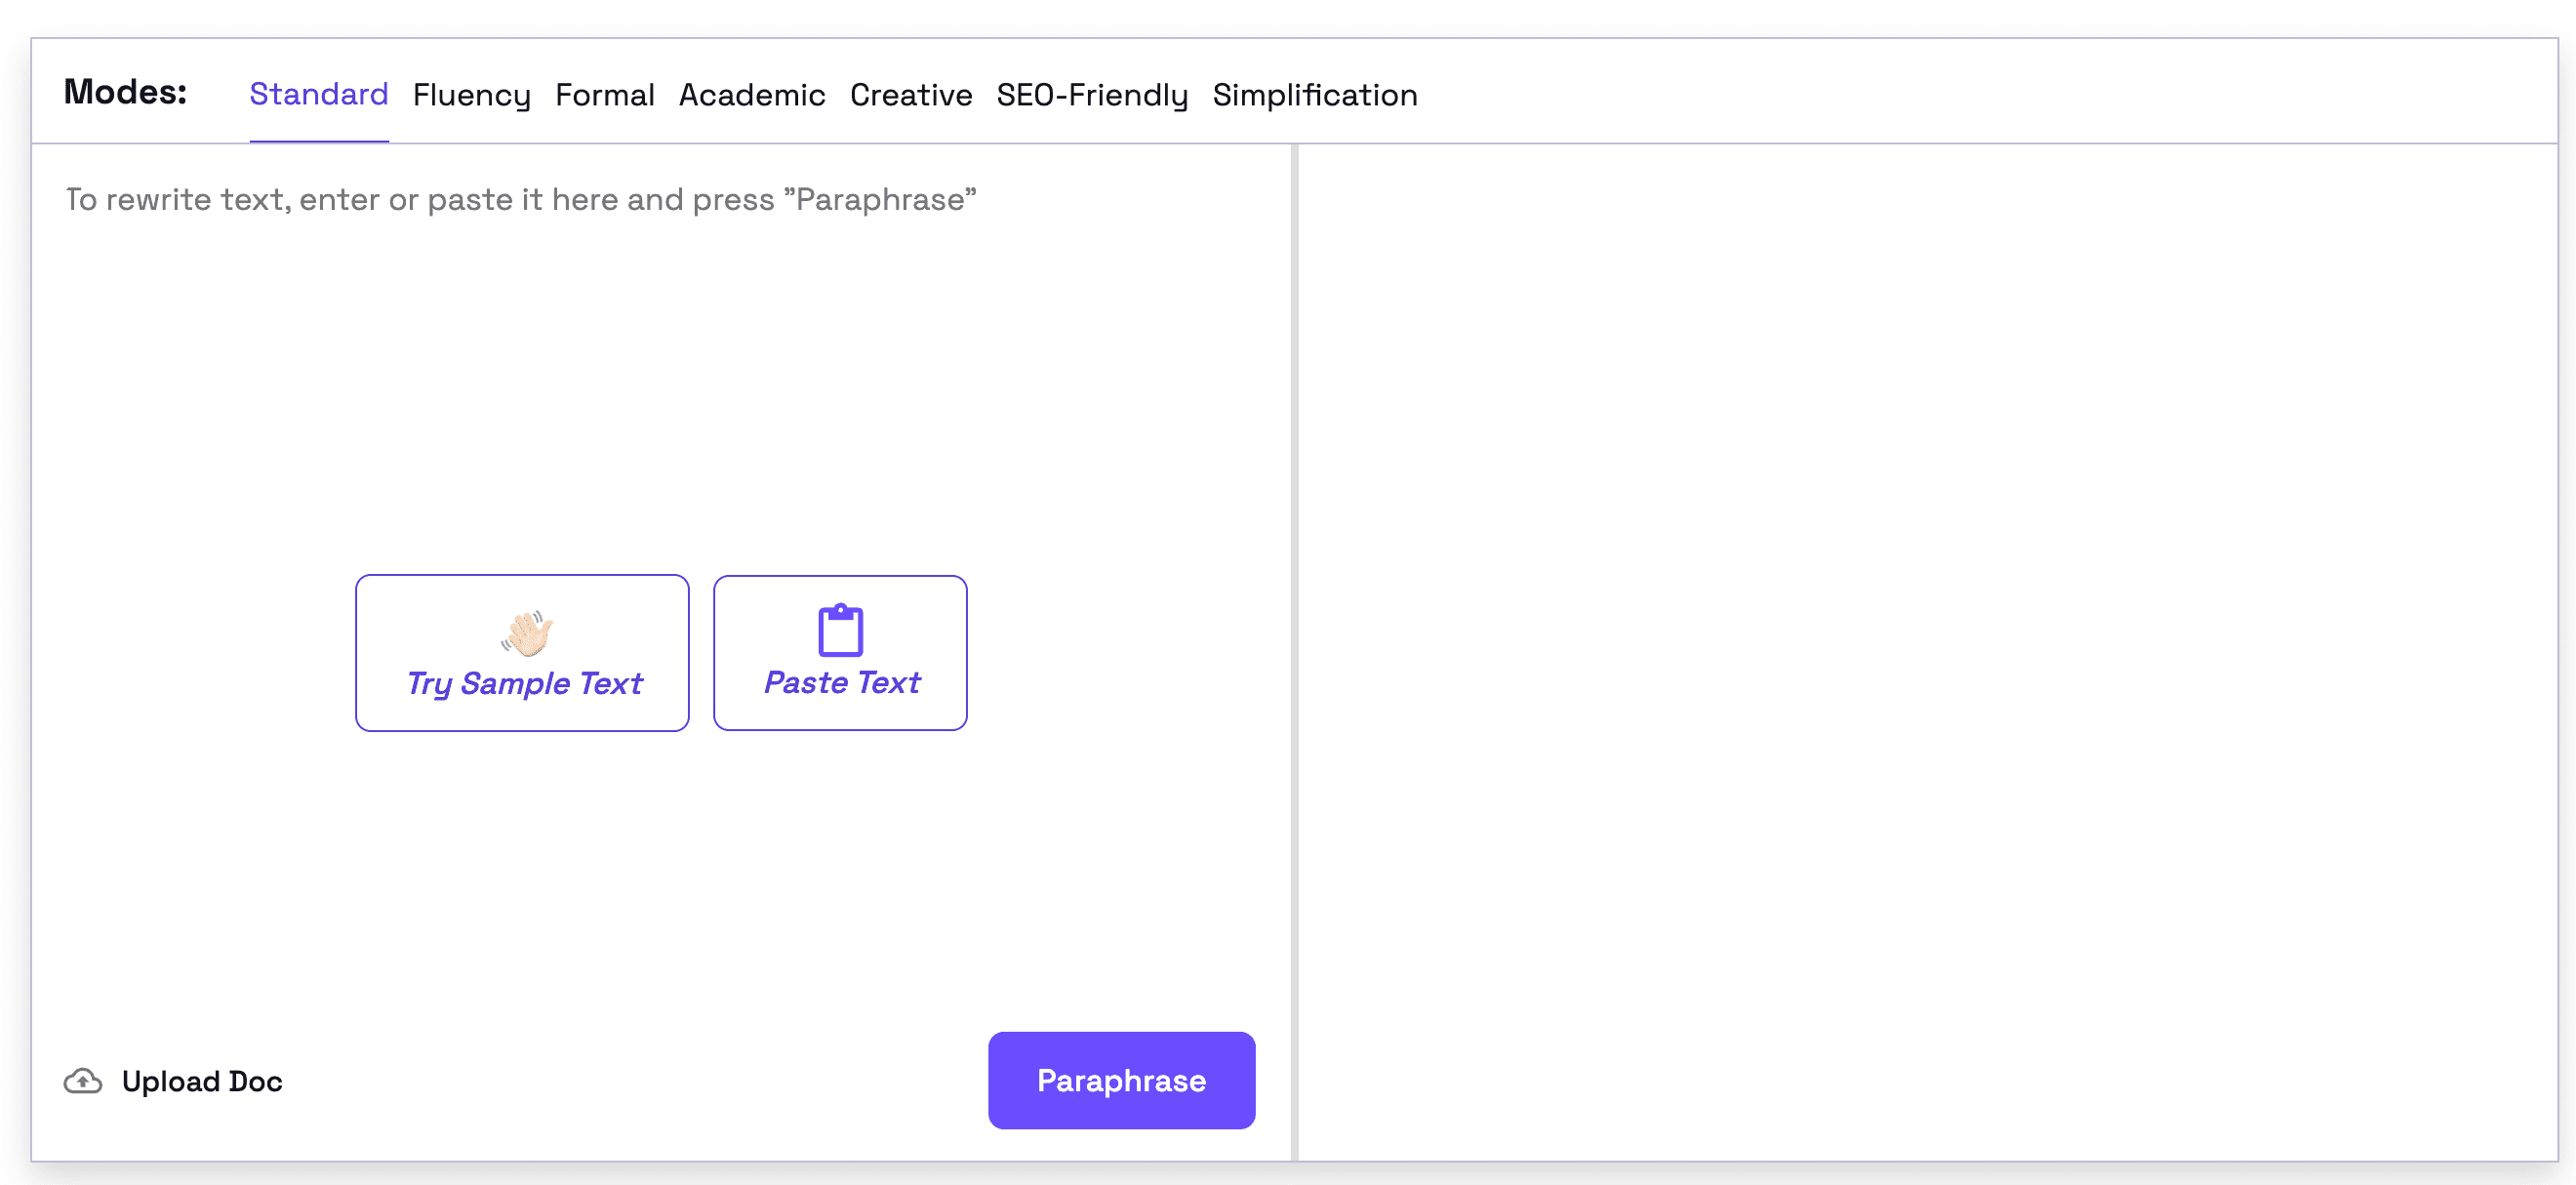 Modes: Standard Fluency Formal Academic Creative SEO-Friendly Simplification
To rewrite text, enter or paste it here and press ”Paraphrase”
Try Sample Text Paste Text
Upload Doc Paraphrase